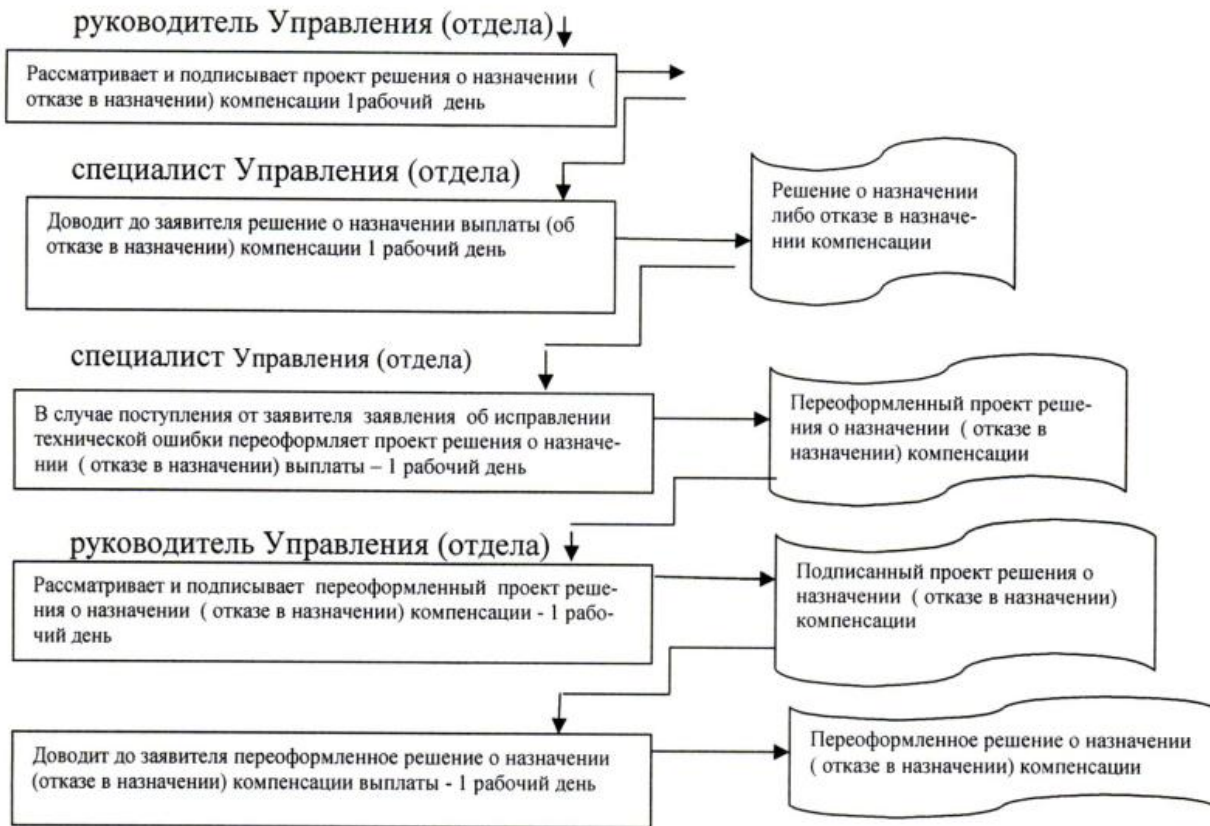 руководитель Управления (отдела)
Рассматривает и подписывает проект решения о назначении (
отказе в назначении) компенсации 1рабочий день
специалист Управления (отдела)
Доводит до заявителя решение о назначении выплаты (об
отказе в назначении) компенсации 1 рабочий день
Решение о назначении
либо отказе в назначе-
нии компенсации
специалист Управления (отдела)
В случае поступления от заявителя заявления об исправлении
технической ошибки переоформляет проект решения о назначе-
нии ( отказе в назначении) выплаты – 1 рабочий день
Переоформленный проект реше-
ния о назначении ( отказе в
назначении) компенсации
руководитель Управления (отдела)
Рассматривает и подписывает переоформленный проект реше-
ния о назначении ( отказе в назначении) компенсации - 1 рабо-
чий день
Подписанный проект решения о
назначении ( отказе в назначении)
компенсации
Доводит до заявителя переоформленное решение о назначении
(отказе в назначении) компенсации выплаты - 1 рабочий день
Переоформленное решение о назначении
( отказе в назначении) компенсации